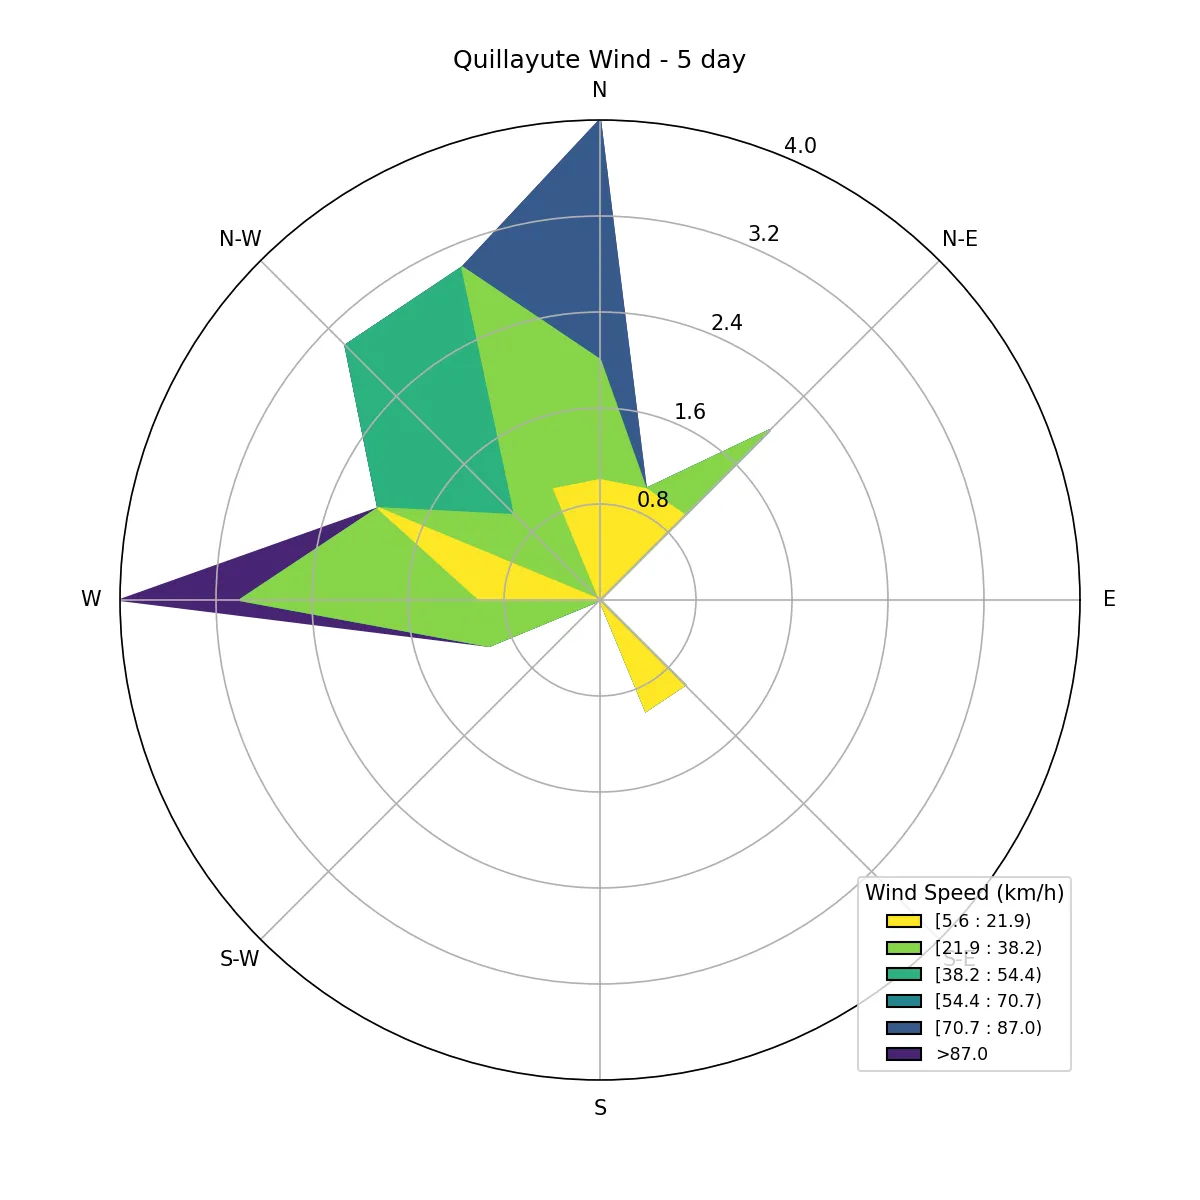 Quillayute Wind - 5 day
N
4.0
N-W
3.2
N-E
2.4
1.6
0.8
W
E
S-W
S-E
S
Wind Speed (km/h)
[5.6 : 21.9)
[21.9 : 38.2)
[38.2 : 54.4)
[54.4 : 70.7)
[70.7 : 87.0)
>87.0